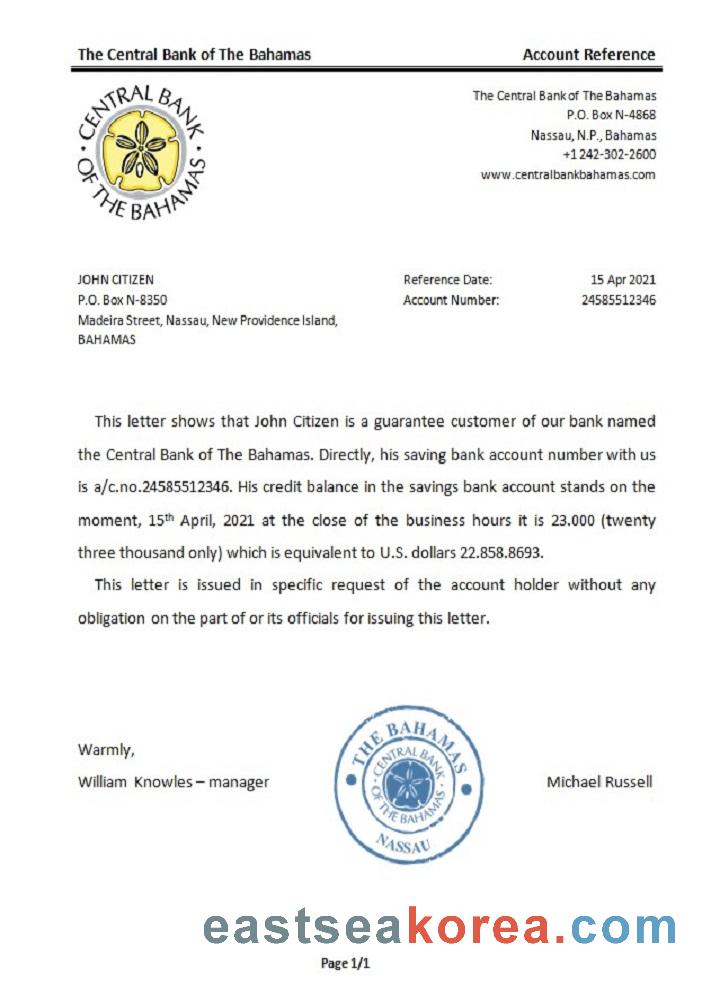 The Central Bank of The Bahamas
Account Reference
CENTRAL BANK
OF THE BAHAMAS
The Central Bank of The Bahamas
P.O. Box N-4868
Nassau, N.P., Bahamas
+1 242-302-2600
www.centralbankbahamas.com
JOHN CITIZEN
P.O. Box N-8350
Madeira Street, Nassau, New Providence Island,
BAHAMAS
Reference Date: 15 Apr 2021
Account Number: 24585512346
This letter shows that John Citizen is a guarantee customer of our bank named
the Central Bank of The Bahamas. Directly, his saving bank account number with us
is a/c.no.24585512346. His credit balance in the savings bank account stands on the
moment, 15th April, 2021 at the close of the business hours it is 23.000 (twenty
three thousand only) which is equivalent to U.S. dollars 22.858.8693.
This letter is issued in specific request of the account holder without any
obligation on the part of or its officials for issuing this letter.
Warmly,
William Knowles – manager
THE BAHAMAS
CENTRAL BANK
OF THE BAHAMAS
NASSAU
Michael Russell
eastseakorea.com
Page 1/1